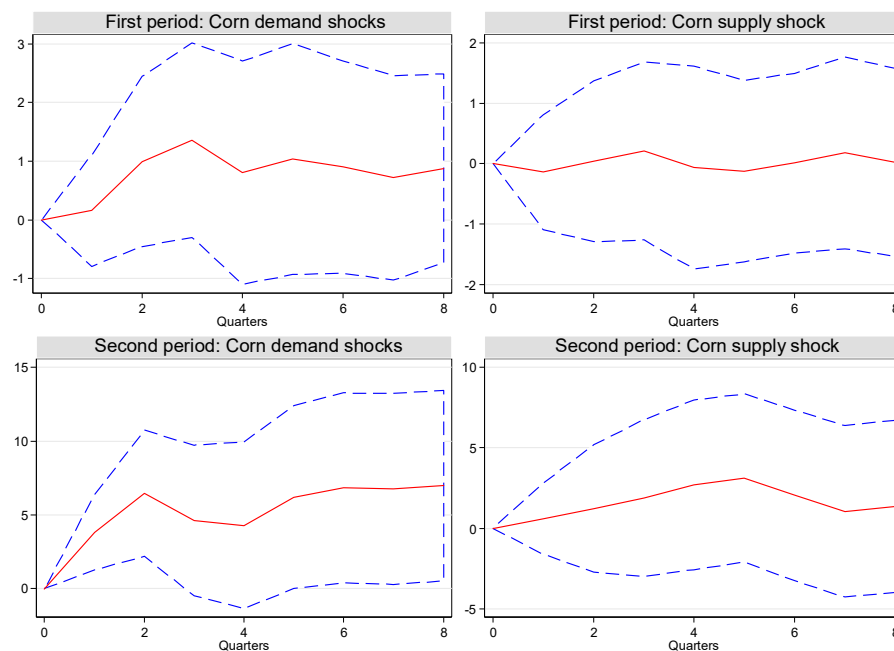 First period: Corn demand shocks
3
2
1
0
-1
0 2 4 6 8
Quarters
First period: Corn supply shock
2
1
0
-1
-2
0 2 4 6 8
Quarters
Second period: Corn demand shocks
15
10
5
0
0 2 4 6 8
Quarters
Second period: Corn supply shock
10
5
0
-5
0 2 4 6 8
Quarters